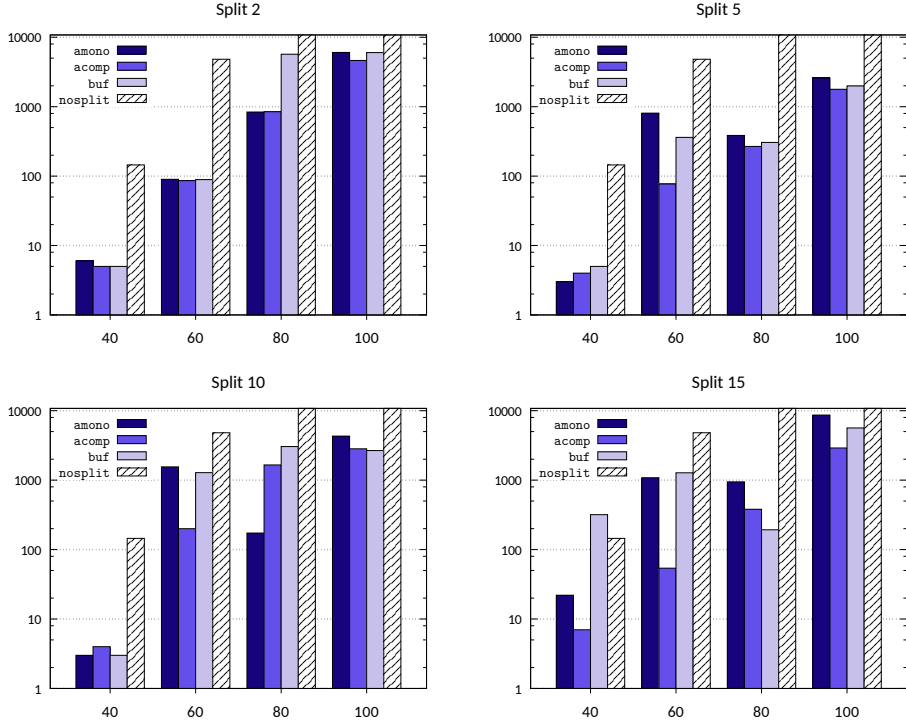 Split 2
10000
1000
100
10
1
amono
acomp
buf
nosplit
40 60 80 100
Split 5
10000
1000
100
10
1
amono
acomp
buf
nosplit
40 60 80 100
Split 10
10000
1000
100
10
1
amono
acomp
buf
nosplit
40 60 80 100
Split 15
10000
1000
100
10
1
amono
acomp
buf
nosplit
40 60 80 100